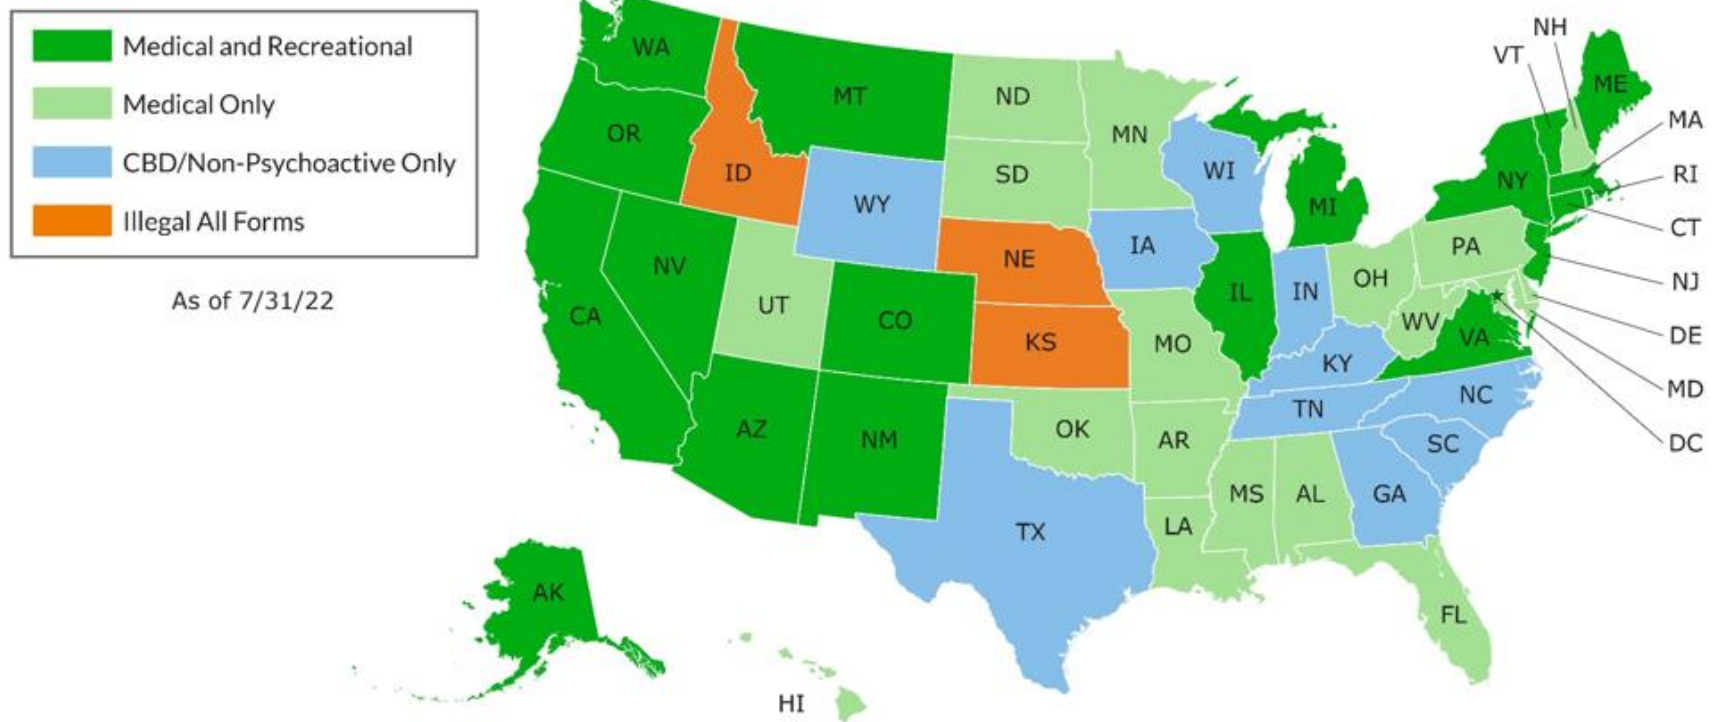 Medical and Recreational
Medical Only
CBD/Non-Psychoactive Only
Illegal All Forms
As of 7/31/22
WA
OR
CA
NV
ID
MT
WY
UT
CO
AZ
NM
ND
SD
NE
KS
OK
TX
MN
IA
MO
AR
LA
WI
IL
MI
IN
OH
KY
TN
MS
AL
GA
FL
SC
NC
VA
WV
PA
NY
VT
NH
ME
MA
RI
CT
NJ
DE
MD
DC
AK
HI